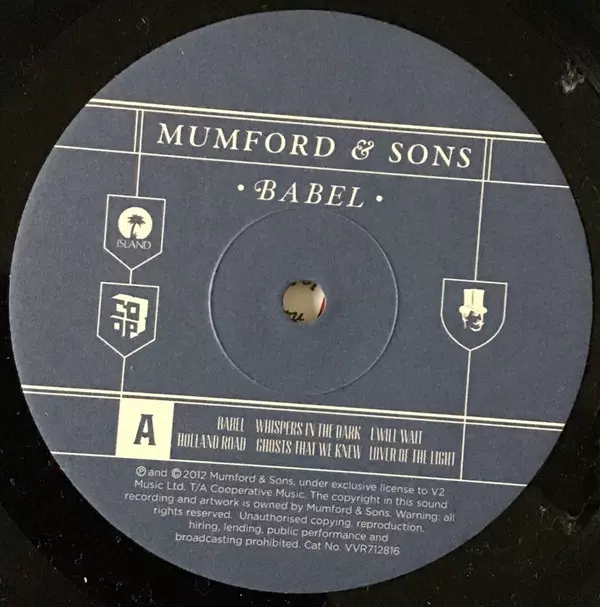 MUMFORD & SONS
• BABEL •
ISLAND
CO
OP
A
BABEL WHISPERS IN THE DARK I WILL WAIT
HOLLAND ROAD GHOSTS THAT WE KNEW LOVER OF THE LIGHT
℗ and © 2012 Mumford & Sons, under exclusive license to V2
Music Ltd. T/A Cooperative Music. The copyright in this sound
recording and artwork is owned by Mumford & Sons. Warning: all
rights reserved. Unauthorised copying, reproduction,
hiring, lending, public performance and
broadcasting prohibited. Cat No. VVR712816